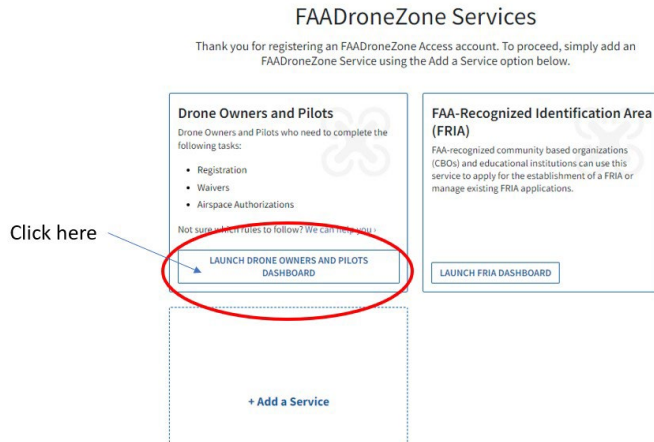 FAADroneZone Services
Thank you for registering an FAADroneZone Access account. To proceed, simply add an
FAADroneZone Service using the Add a Service option below.
Drone Owners and Pilots
Drone Owners and Pilots who need to complete the
following tasks:
• Registration
• Waivers
• Airspace Authorizations
Not sure which rules to follow? We can help you ›
LAUNCH DRONE OWNERS AND PILOTS
DASHBOARD
Click here
FAA-Recognized Identification Area
(FRIA)
FAA-recognized community based organizations
(CBOs) and educational institutions can use this
service to apply for the establishment of a FRIA or
manage existing FRIA applications.
LAUNCH FRIA DASHBOARD
+ Add a Service